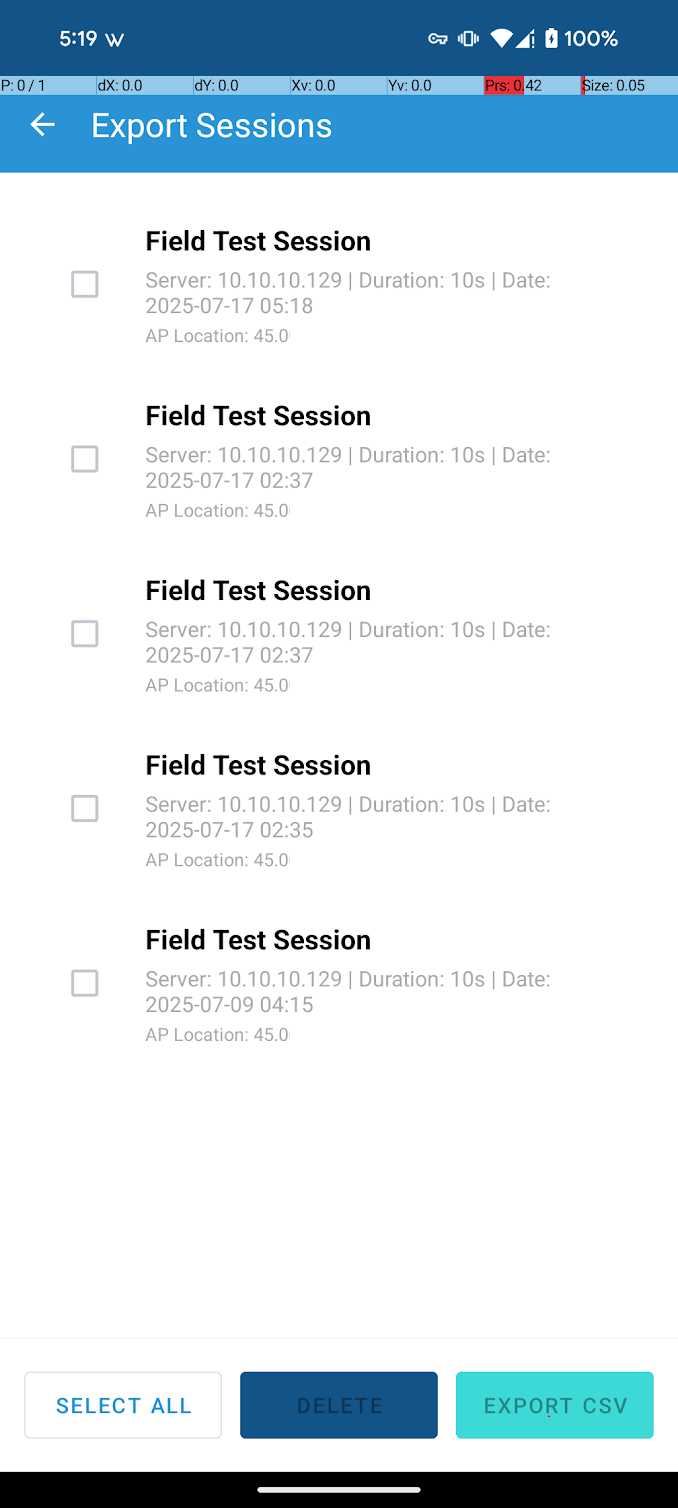 5:19 W 100%
P: 0 / 1 dX: 0.0 dY: 0.0 Xv: 0.0 Yv: 0.0 Prs: 0.42 Size: 0.05
Export Sessions
Field Test Session
Server: 10.10.10.129 | Duration: 10s | Date:
2025-07-17 05:18
AP Location: 45.0
Field Test Session
Server: 10.10.10.129 | Duration: 10s | Date:
2025-07-17 02:37
AP Location: 45.0
Field Test Session
Server: 10.10.10.129 | Duration: 10s | Date:
2025-07-17 02:37
AP Location: 45.0
Field Test Session
Server: 10.10.10.129 | Duration: 10s | Date:
2025-07-17 02:35
AP Location: 45.0
Field Test Session
Server: 10.10.10.129 | Duration: 10s | Date:
2025-07-09 04:15
AP Location: 45.0
SELECT ALL DELETE EXPORT CSV